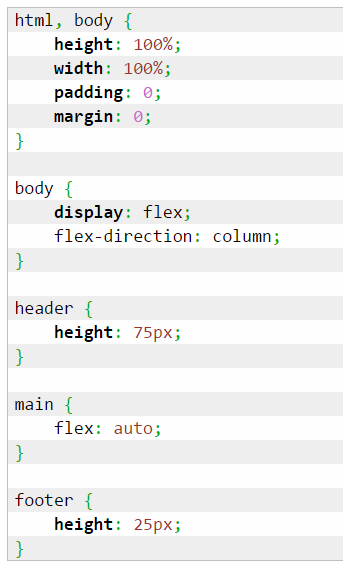 html, body {
    height: 100%;
    width: 100%;
    padding: 0;
    margin: 0;
}

body {
    display: flex;
    flex-direction: column;
}

header {
    height: 75px;
}

main {
    flex: auto;
}

footer {
    height: 25px;
}